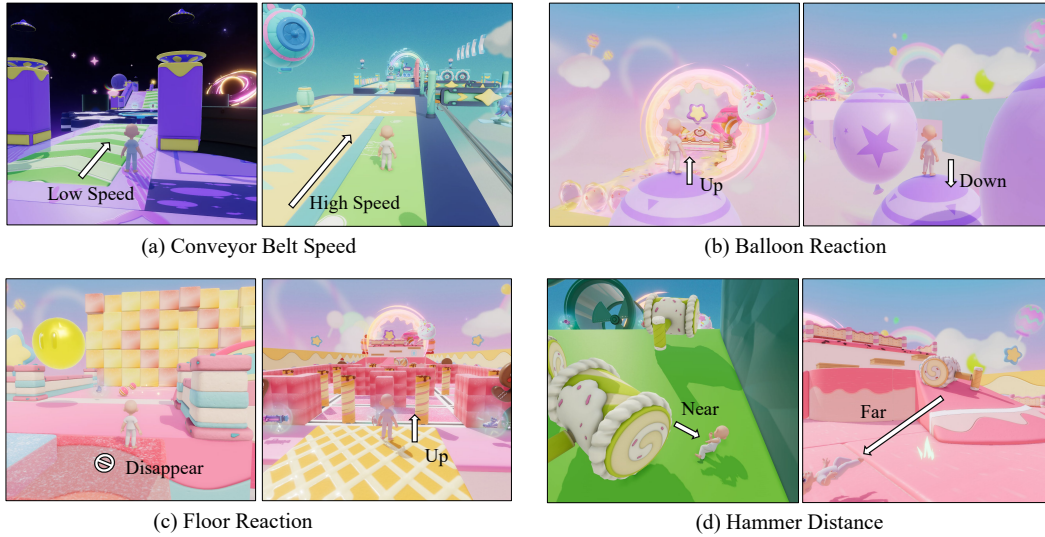 Low Speed
High Speed
Up
Down
(a) Conveyor Belt Speed
(b) Balloon Reaction
Disappear
Up
Near
Far
(c) Floor Reaction
(d) Hammer Distance